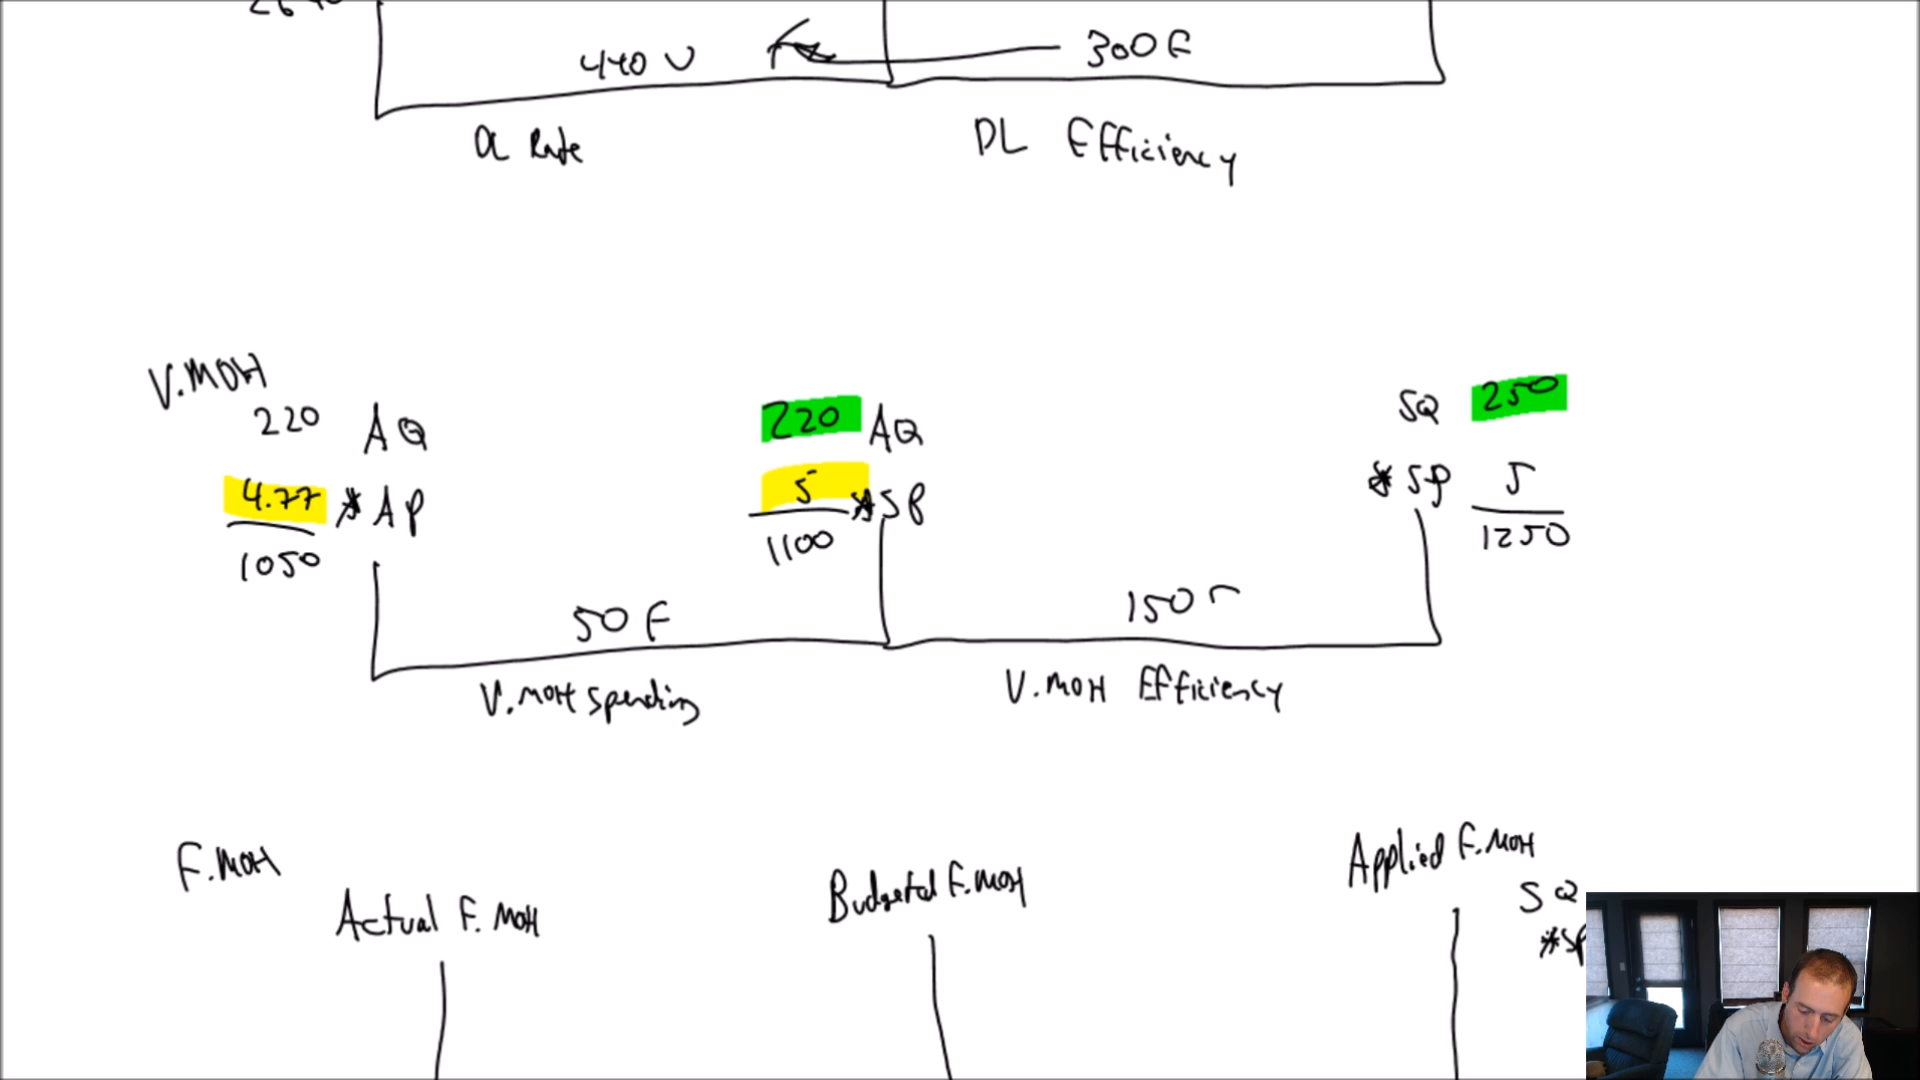 440 U 300 F
DL Rate DL Efficiency
V.MOH
220 AQ 220 AQ SQ 250
4.77 * AP 5 * SP * SP 5
1050 1100 1250
50 F 150
V.MOH Spending V.MOH Efficiency
F.MOH
Actual F.MOH Budgeted F.MOH Applied F.MOH
SQ
*SP